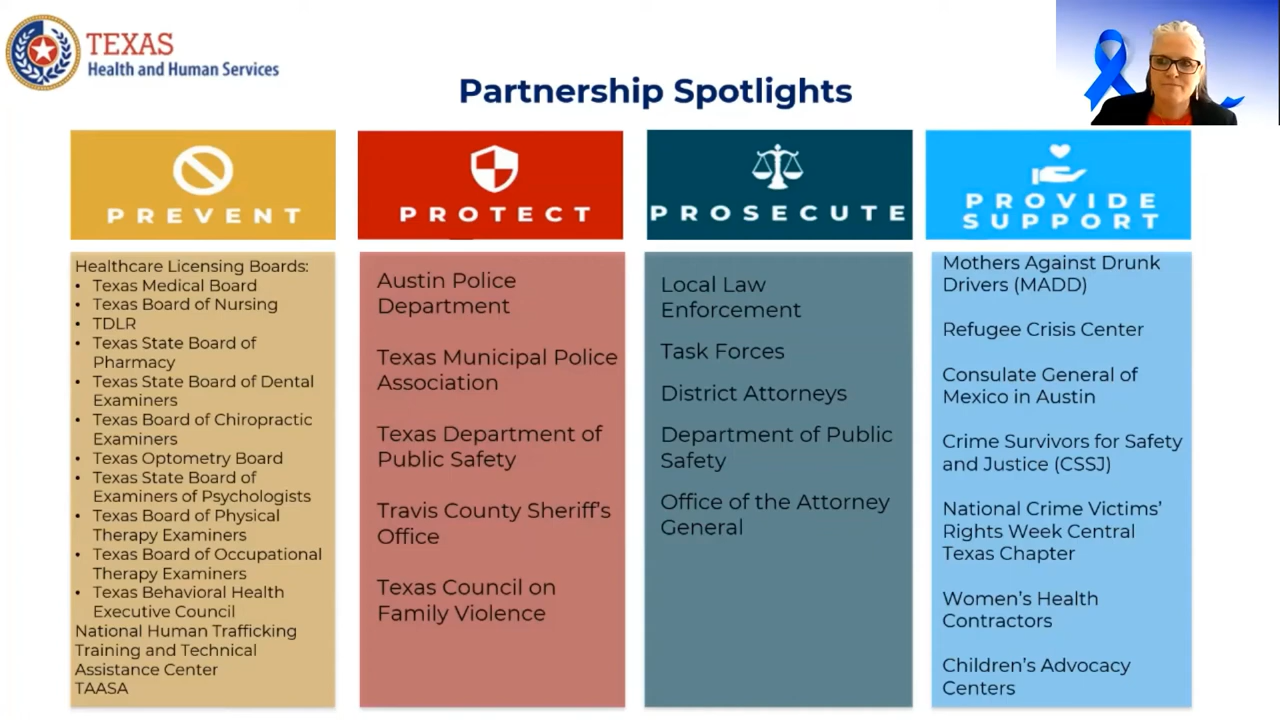 TEXAS
Health and Human Services
Partnership Spotlights
PREVENT
Healthcare Licensing Boards:
• Texas Medical Board
• Texas Board of Nursing
• TDLR
• Texas State Board of
Pharmacy
• Texas State Board of Dental
Examiners
• Texas Board of Chiropractic
Examiners
• Texas Optometry Board
• Texas State Board of
Examiners of Psychologists
• Texas Board of Physical
Therapy Examiners
• Texas Board of Occupational
Therapy Examiners
• Texas Behavioral Health
Executive Council
National Human Trafficking
Training and Technical
Assistance Center
TAASA
PROTECT
Austin Police
Department
Texas Municipal Police
Association
Texas Department of
Public Safety
Travis County Sheriff's
Office
Texas Council on
Family Violence
PROSECUTE
Local Law
Enforcement
Task Forces
District Attorneys
Department of Public
Safety
Office of the Attorney
General
PROVIDE
SUPPORT
Mothers Against Drunk
Drivers (MADD)
Refugee Crisis Center
Consulate General of
Mexico in Austin
Crime Survivors for Safety
and Justice (CSSJ)
National Crime Victims'
Rights Week Central
Texas Chapter
Women's Health
Contractors
Children's Advocacy
Centers